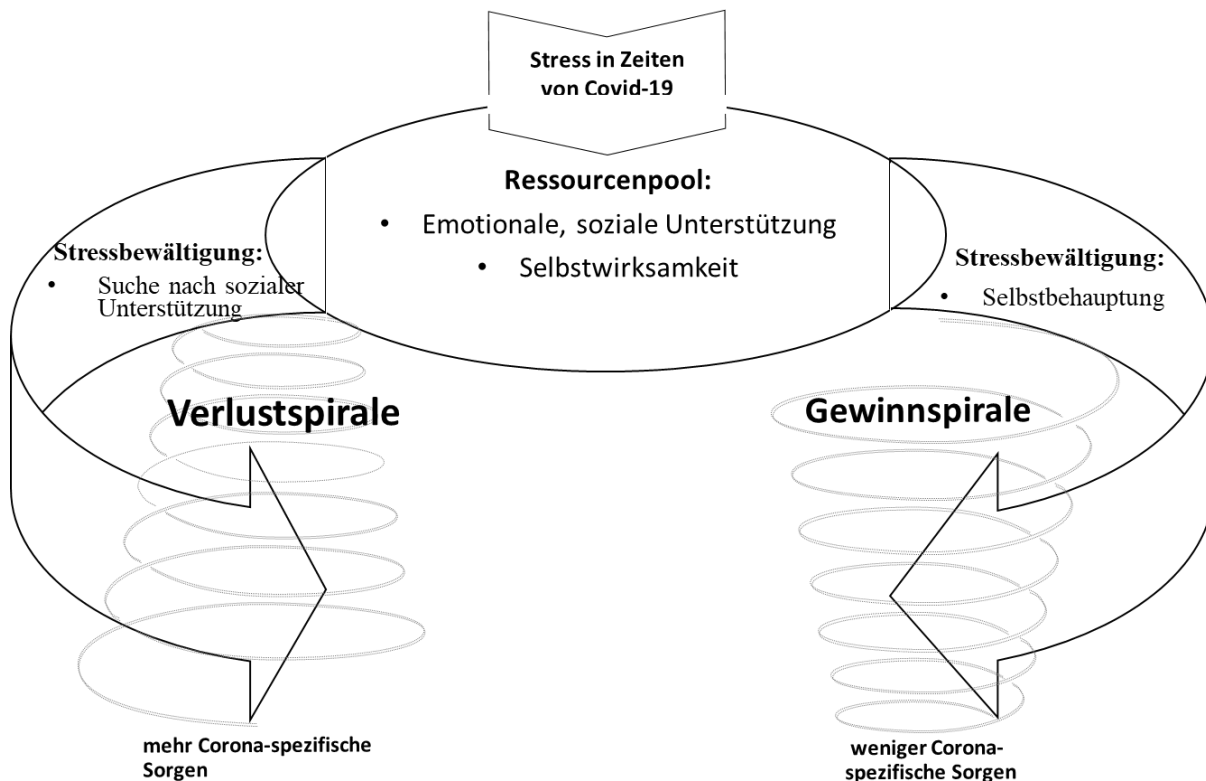 Stress in Zeiten
von Covid-19
Ressourcenpool:
• Emotionale, soziale Unterstützung
• Selbstwirksamkeit
Stressbewältigung:
• Suche nach sozialer
Unterstützung
Stressbewältigung:
• Selbstbehauptung
Verlustspirale
Gewinnspirale
mehr Corona-spezifische
Sorgen
weniger Corona-
spezifische Sorgen